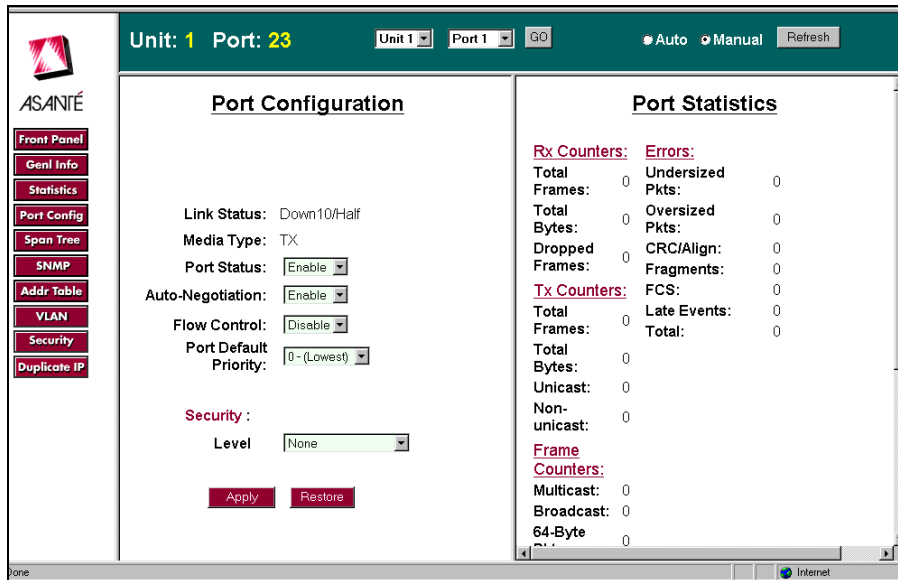 Unit: 1 Port: 23 Unit 1 Port 1 GO Auto Manual Refresh
ASANTÉ
Front Panel
Genl Info
Statistics
Port Config
Span Tree
SNMP
Addr Table
VLAN
Security
Duplicate IP
Port Configuration
Link Status: Down10/Half
Media Type: TX
Port Status: Enable
Auto-Negotiation: Enable
Flow Control: Disable
Port Default
Priority: 0 - (Lowest)
Security :
Level None
Apply Restore
Port Statistics
Rx Counters:
Total
Frames: 0
Total
Bytes: 0
Dropped
Frames: 0
Tx Counters:
Total
Frames: 0
Total
Bytes: 0
Unicast: 0
Non-
unicast: 0
Frame
Counters:
Multicast: 0
Broadcast: 0
64-Byte
0
Errors:
Undersized
Pkts: 0
Oversized
Pkts: 0
CRC/Align: 0
Fragments: 0
FCS: 0
Late Events: 0
Total: 0
Done Internet